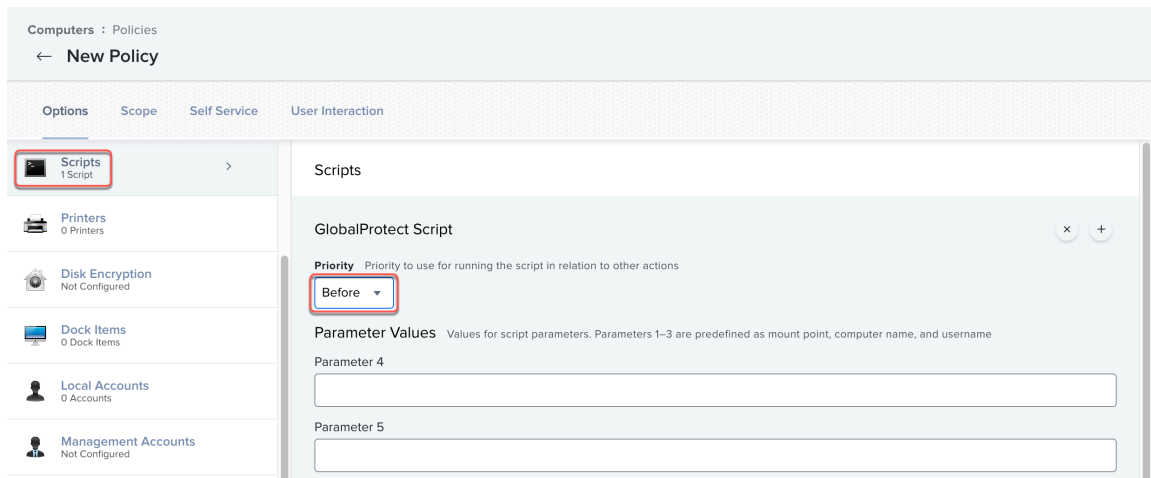 Computers : Policies
← New Policy
Options Scope Self Service User Interaction
Scripts
1 Script
Printers
0 Printers
Disk Encryption
Not Configured
Dock Items
0 Dock Items
Local Accounts
0 Accounts
Management Accounts
Not Configured
Scripts
GlobalProtect Script
Priority Priority to use for running the script in relation to other actions
Before
Parameter Values Values for script parameters. Parameters 1–3 are predefined as mount point, computer name, and username
Parameter 4
Parameter 5